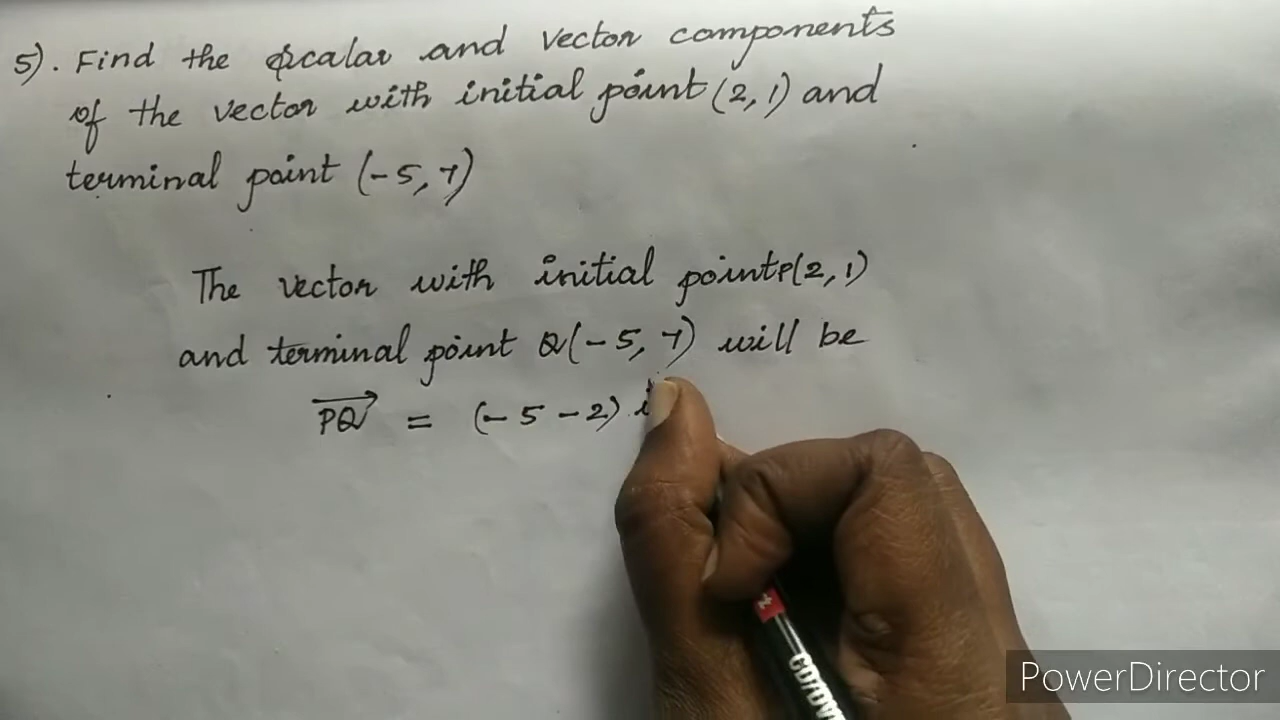 5). Find the scalar and vector components
of the vector with initial point (2, 1) and
terminal point (-5, 7)
The vector with initial point P(2, 1)
and terminal point Q(-5, 7) will be
PQ⃗ = (-5 -2) i
PowerDirector